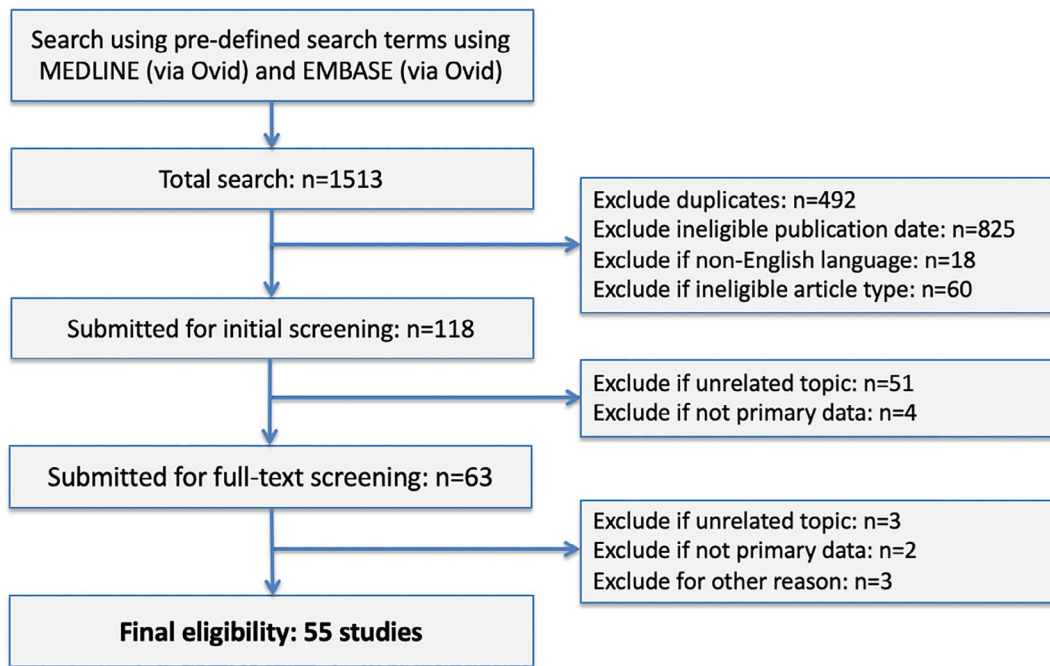 Search using pre-defined search terms using
MEDLINE (via Ovid) and EMBASE (via Ovid)
Total search: n=1513
Exclude duplicates: n=492
Exclude ineligible publication date: n=825
Exclude if non-English language: n=18
Exclude if ineligible article type: n=60
Submitted for initial screening: n=118
Exclude if unrelated topic: n=51
Exclude if not primary data: n=4
Submitted for full-text screening: n=63
Exclude if unrelated topic: n=3
Exclude if not primary data: n=2
Exclude for other reason: n=3
Final eligibility: 55 studies